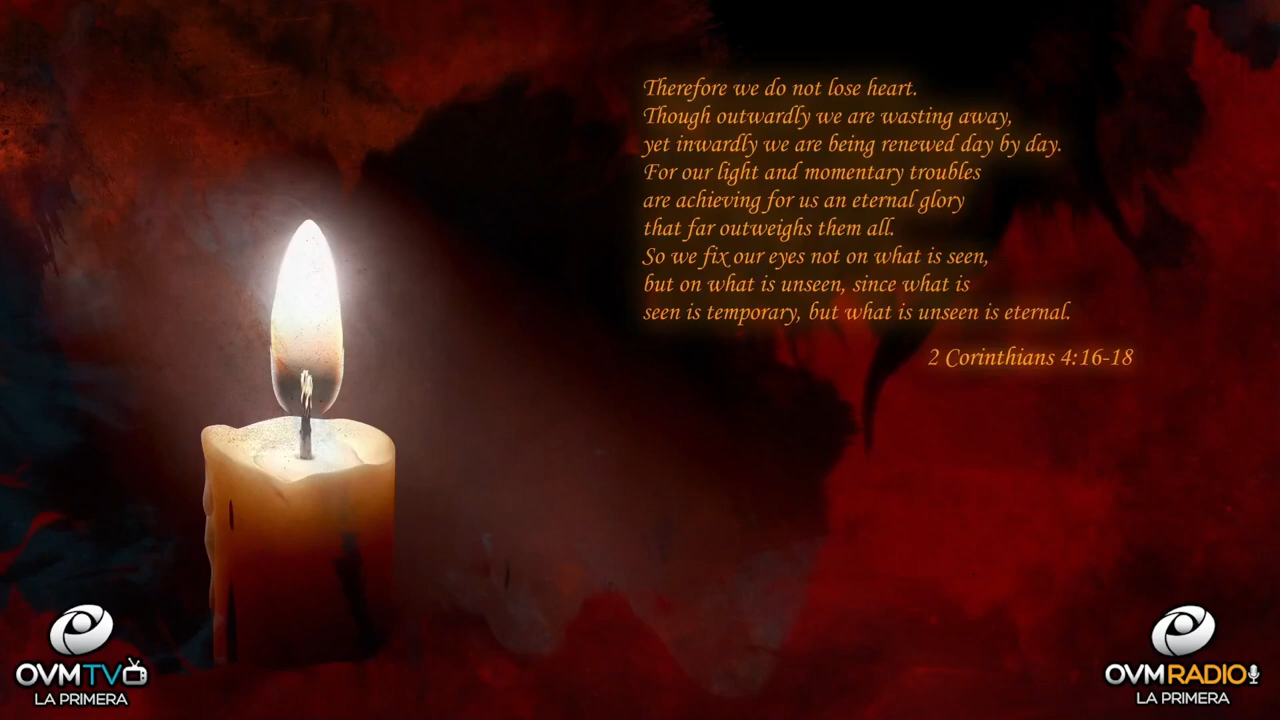 Therefore we do not lose heart.
Though outwardly we are wasting away,
yet inwardly we are being renewed day by day.
For our light and momentary troubles
are achieving for us an eternal glory
that far outweighs them all.
So we fix our eyes not on what is seen,
but on what is unseen, since what is
seen is temporary, but what is unseen is eternal.
2 Corinthians 4:16-18
OVMTV
LA PRIMERA
OVMRADIO
LA PRIMERA